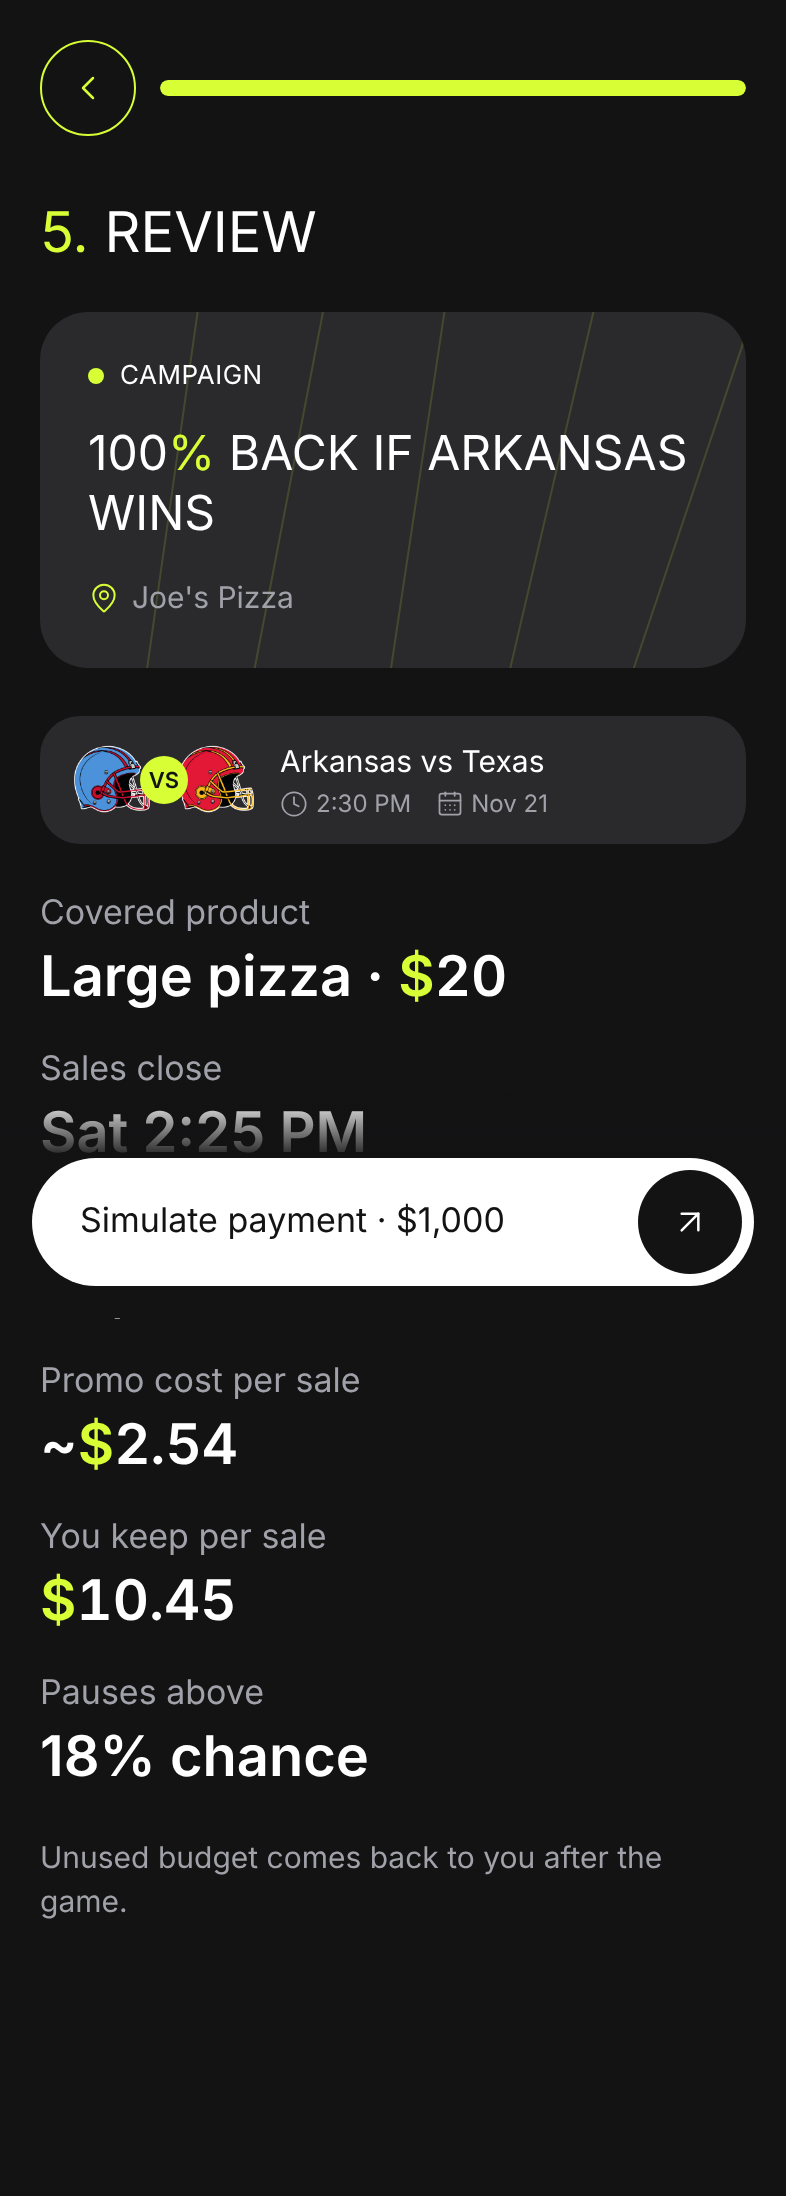 5. REVIEW
CAMPAIGN
100% BACK IF ARKANSAS
WINS
Joe's Pizza
VS
Arkansas vs Texas
2:30 PM Nov 21
Covered product
Large pizza · $20
Sales close
Sat 2:25 PM
Simulate payment · $1,000
Promo cost per sale
~$2.54
You keep per sale
$10.45
Pauses above
18% chance
Unused budget comes back to you after the
game.